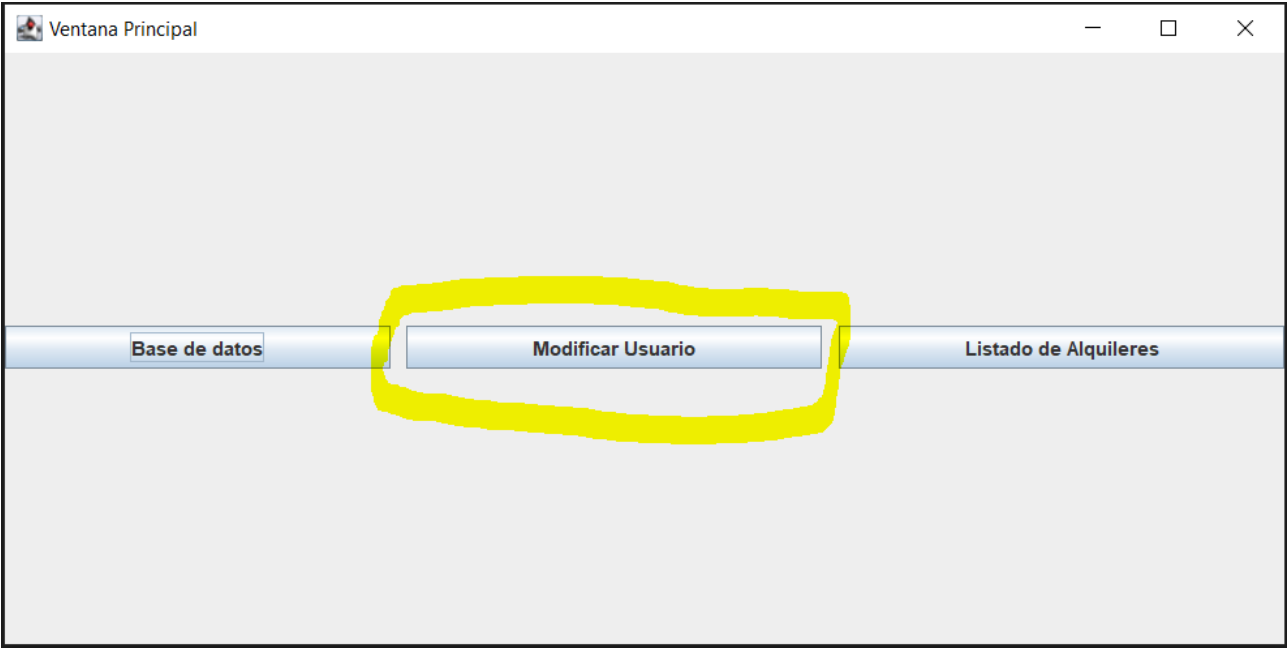 Ventana Principal
Base de datos Modificar Usuario Listado de Alquileres